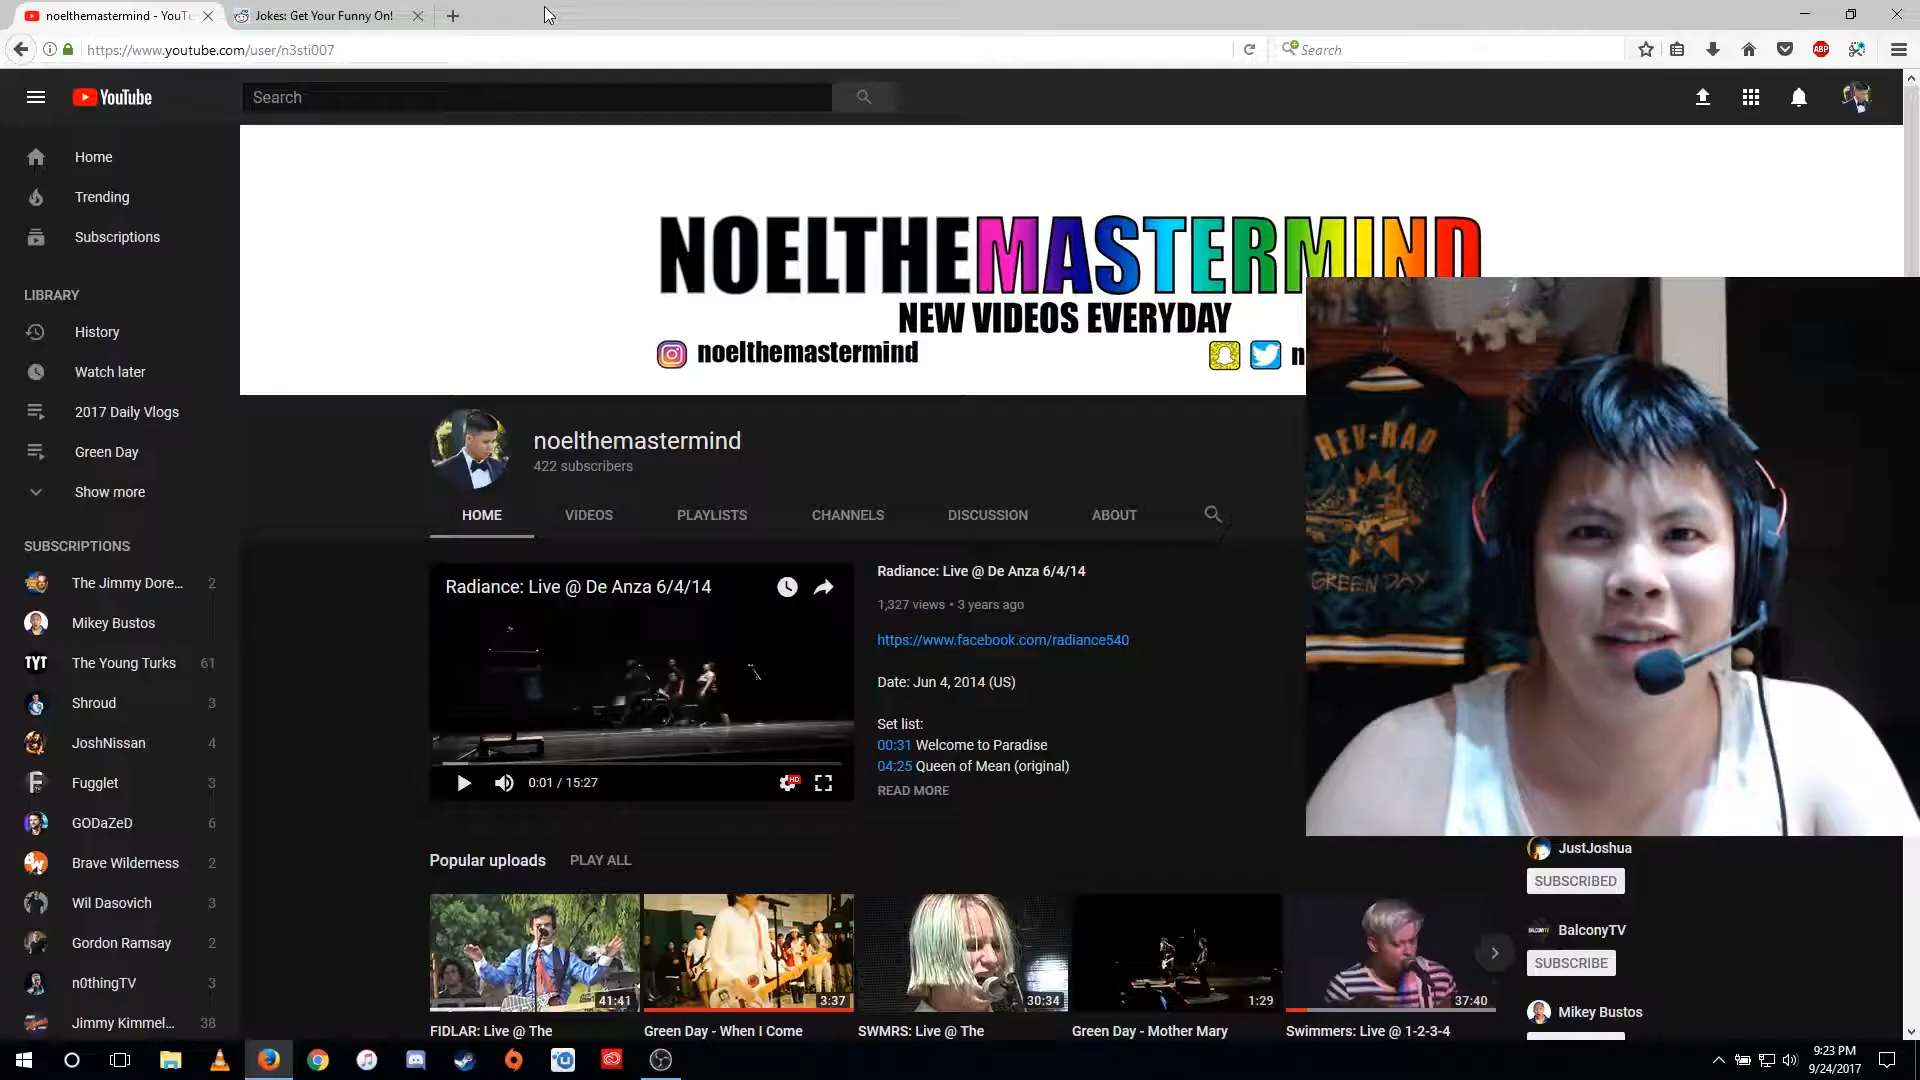 noelthemastermind - YouT
Jokes: Get Your Funny On!
https://www.youtube.com/user/n3sti007
Search
ABP
YouTube
Search
Home
Trending
Subscriptions
LIBRARY
History
Watch later
2017 Daily Vlogs
Green Day
Show more
SUBSCRIPTIONS
The Jimmy Dore... 2
Mikey Bustos
TYT The Young Turks 61
Shroud 3
JoshNissan 4
Fugglet 3
GODaZeD 6
Brave Wilderness 2
Wil Dasovich 3
Gordon Ramsay 2
n0thingTV 3
Jimmy Kimmel... 38
NOELTHEMASTERMIND
NEW VIDEOS EVERYDAY
noelthemastermind
n
noelthemastermind
422 subscribers
HOME VIDEOS PLAYLISTS CHANNELS DISCUSSION ABOUT
Radiance: Live @ De Anza 6/4/14
0:01 / 15:27
HD
Radiance: Live @ De Anza 6/4/14
1,327 views • 3 years ago
https://www.facebook.com/radiance540
Date: Jun 4, 2014 (US)
Set list:
00:31 Welcome to Paradise
04:25 Queen of Mean (original)
READ MORE
REV-RAD
GREEN DAY
Popular uploads PLAY ALL
41:41
3:37
30:34
1:29
37:40
FIDLAR: Live @ The
Green Day - When I Come
SWMRS: Live @ The
Green Day - Mother Mary
Swimmers: Live @ 1-2-3-4
JustJoshua
SUBSCRIBED
BalconyTV
SUBSCRIBE
Mikey Bustos
9:23 PM
9/24/2017